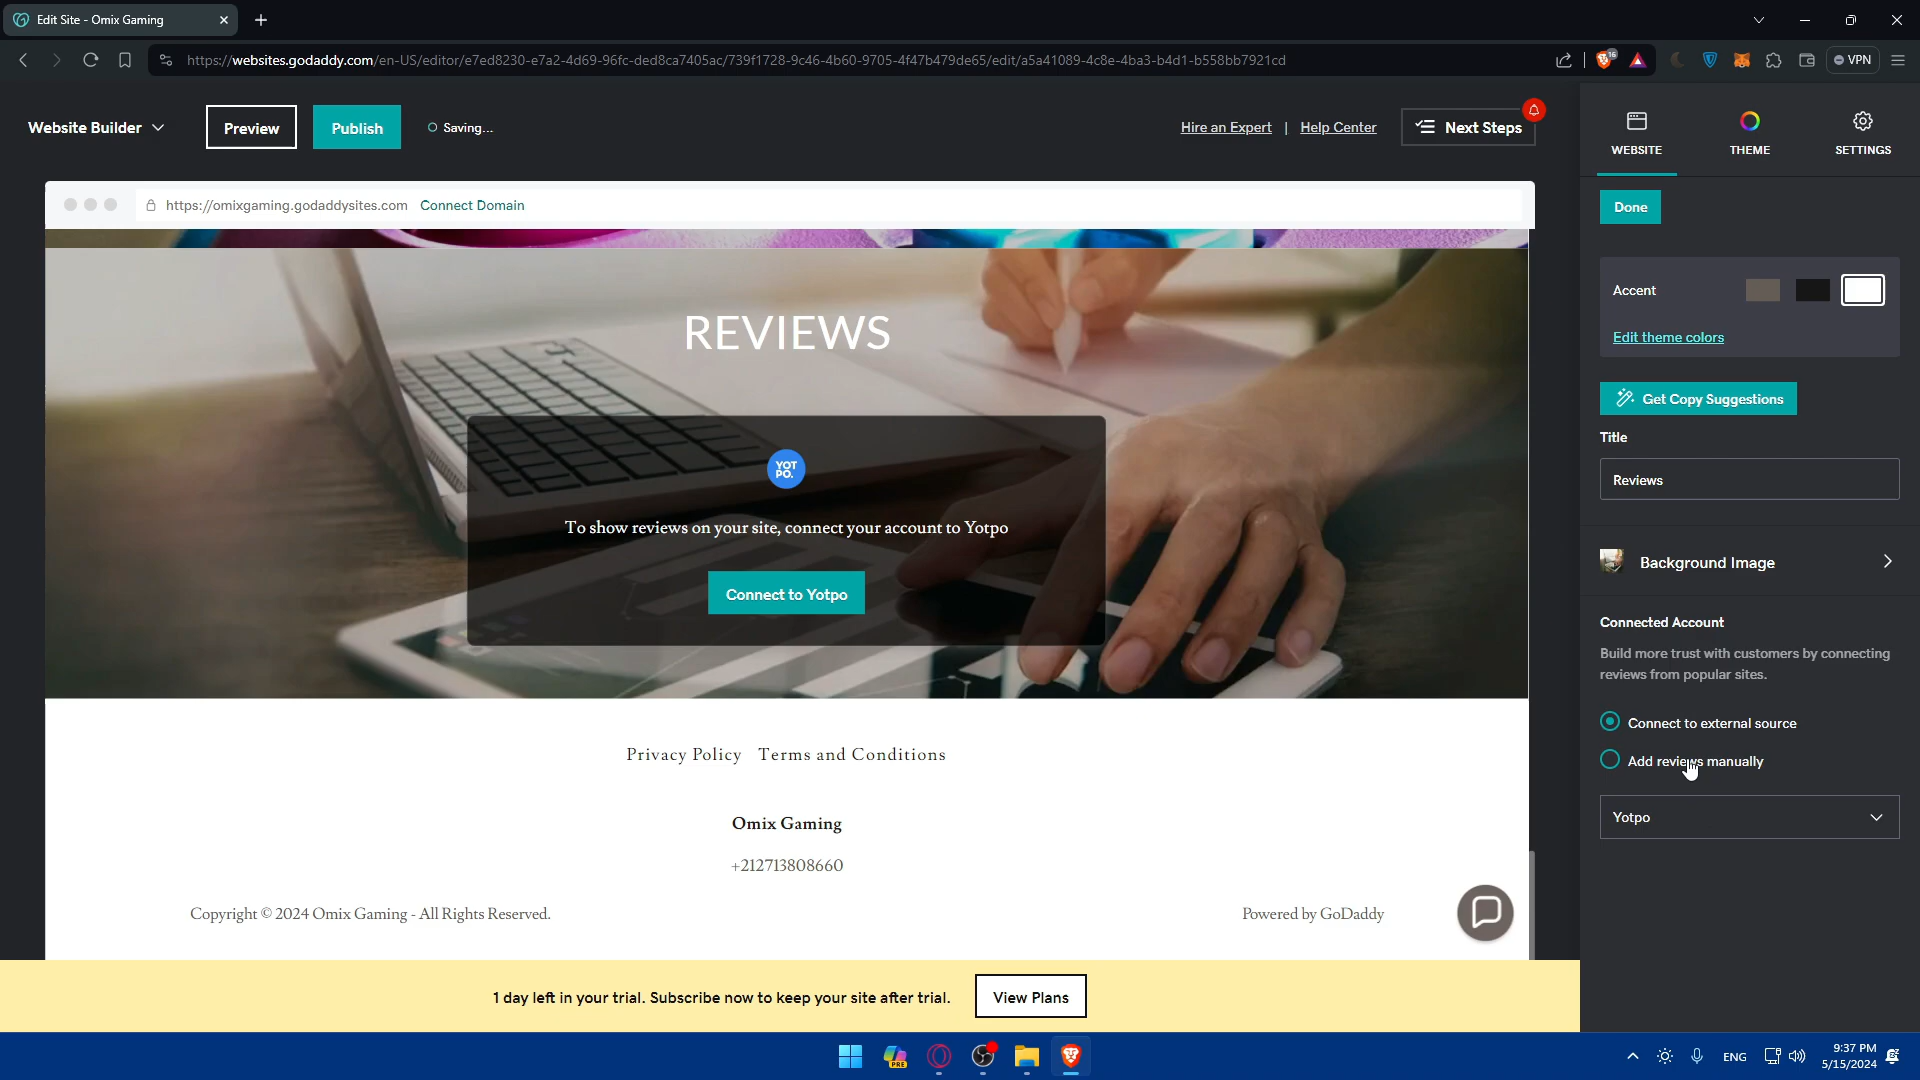 Edit Site - Omix Gaming
https://websites.godaddy.com/en-US/editor/e7ed8230-e7a2-4d69-96fc-ded8ca7405ac/739f1728-9c46-4b60-9705-4f47b479de65/edit/a5a41089-4c8e-4ba3-b4d1-b558bb7921cd
16
VPN
Website Builder
Preview
Publish
Saving...
Hire an Expert | Help Center
Next Steps
WEBSITE
THEME
SETTINGS
https://omixgaming.godaddysites.com Connect Domain
Done
Accent
Edit theme colors
REVIEWS
Get Copy Suggestions
Title
Reviews
YOT
PO.
To show reviews on your site, connect your account to Yotpo
Connect to Yotpo
Background Image
Connected Account
Build more trust with customers by connecting
reviews from popular sites.
Connect to external source
Add reviews manually
Yotpo
Privacy Policy Terms and Conditions
Omix Gaming
+212713808660
Copyright © 2024 Omix Gaming - All Rights Reserved.
Powered by GoDaddy
1 day left in your trial. Subscribe now to keep your site after trial.
View Plans
PRE
ENG
9:37 PM
5/15/2024